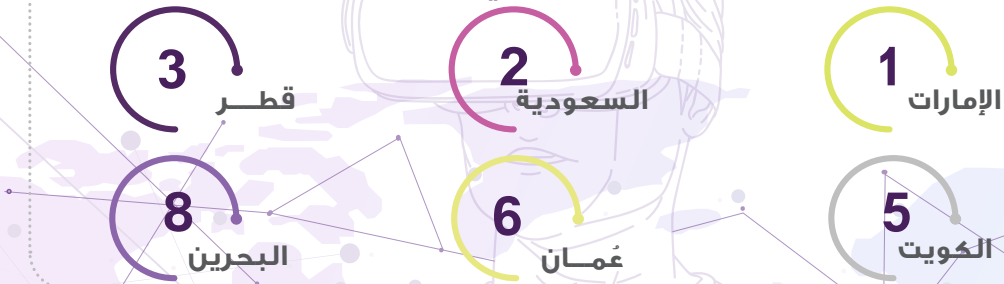 1
الإمارات
2
السعودية
3
قطـــر
5
الكويت
6
عُمـــان
8
البحرين